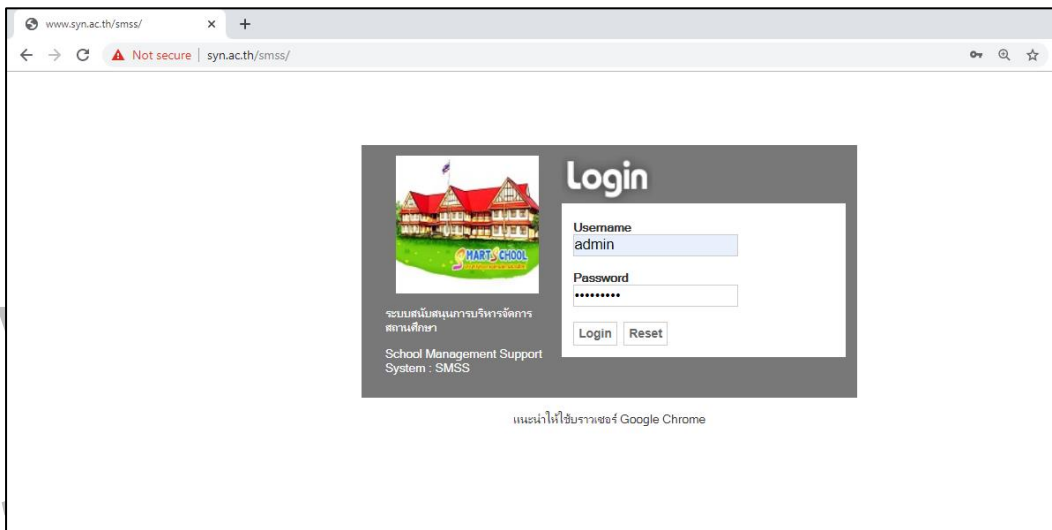 www.syn.ac.th/smss/
Not secure syn.ac.th/smss/
Login
SMART SCHOOL
Username
admin
Password
•••••••••
ระบบสนับสนุนการบริหารจัดการ
สถานศึกษา
Login Reset
School Management Support
System : SMSS
แนะนำให้ใช้บราวเซอร์ Google Chrome